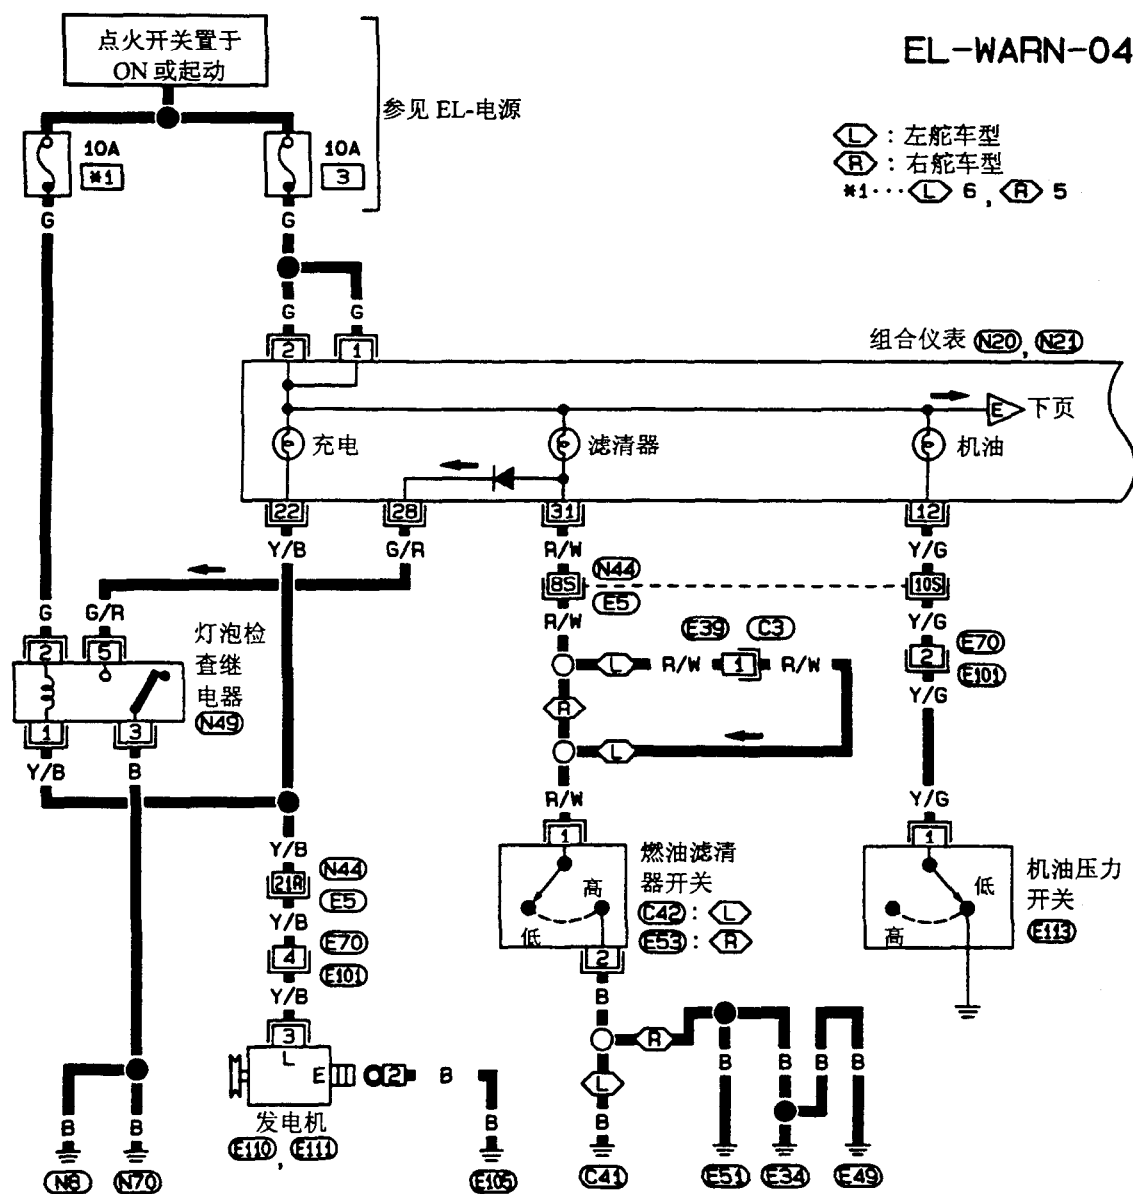 点火开关置于
ON 或起动
EL-WARN-04
参见 EL-电源
L : 左舵车型
R : 右舵车型
*1··· L 6 , R 5
10A
*1
10A
3
G
G
G
G
2
1
组合仪表 N20 , N21
E 下页
充电
滤清器
机油
22
28
31
12
Y/B
G/R
R/W
Y/G
8S
N44
E5
10S
G
G/R
R/W
Y/G
2
5
灯泡检
查继
电器
N49
E39
C3
L
R/W
1
R/W
2
E70
E101
Y/G
R
1
3
L
Y/B
B
R/W
Y/G
1
1
Y/B
21R
N44
E5
Y/B
4
E70
E101
Y/B
3
高
低
燃油滤清
器开关
C42 : L
E53 : R
2
低
高
机油压力
开关
E113
B
R
L
E
2
B
L
B
B
B
B
发电机
E110 , E111
B
B
B
B
N6
N70
E105
C41
E51
E34
E49